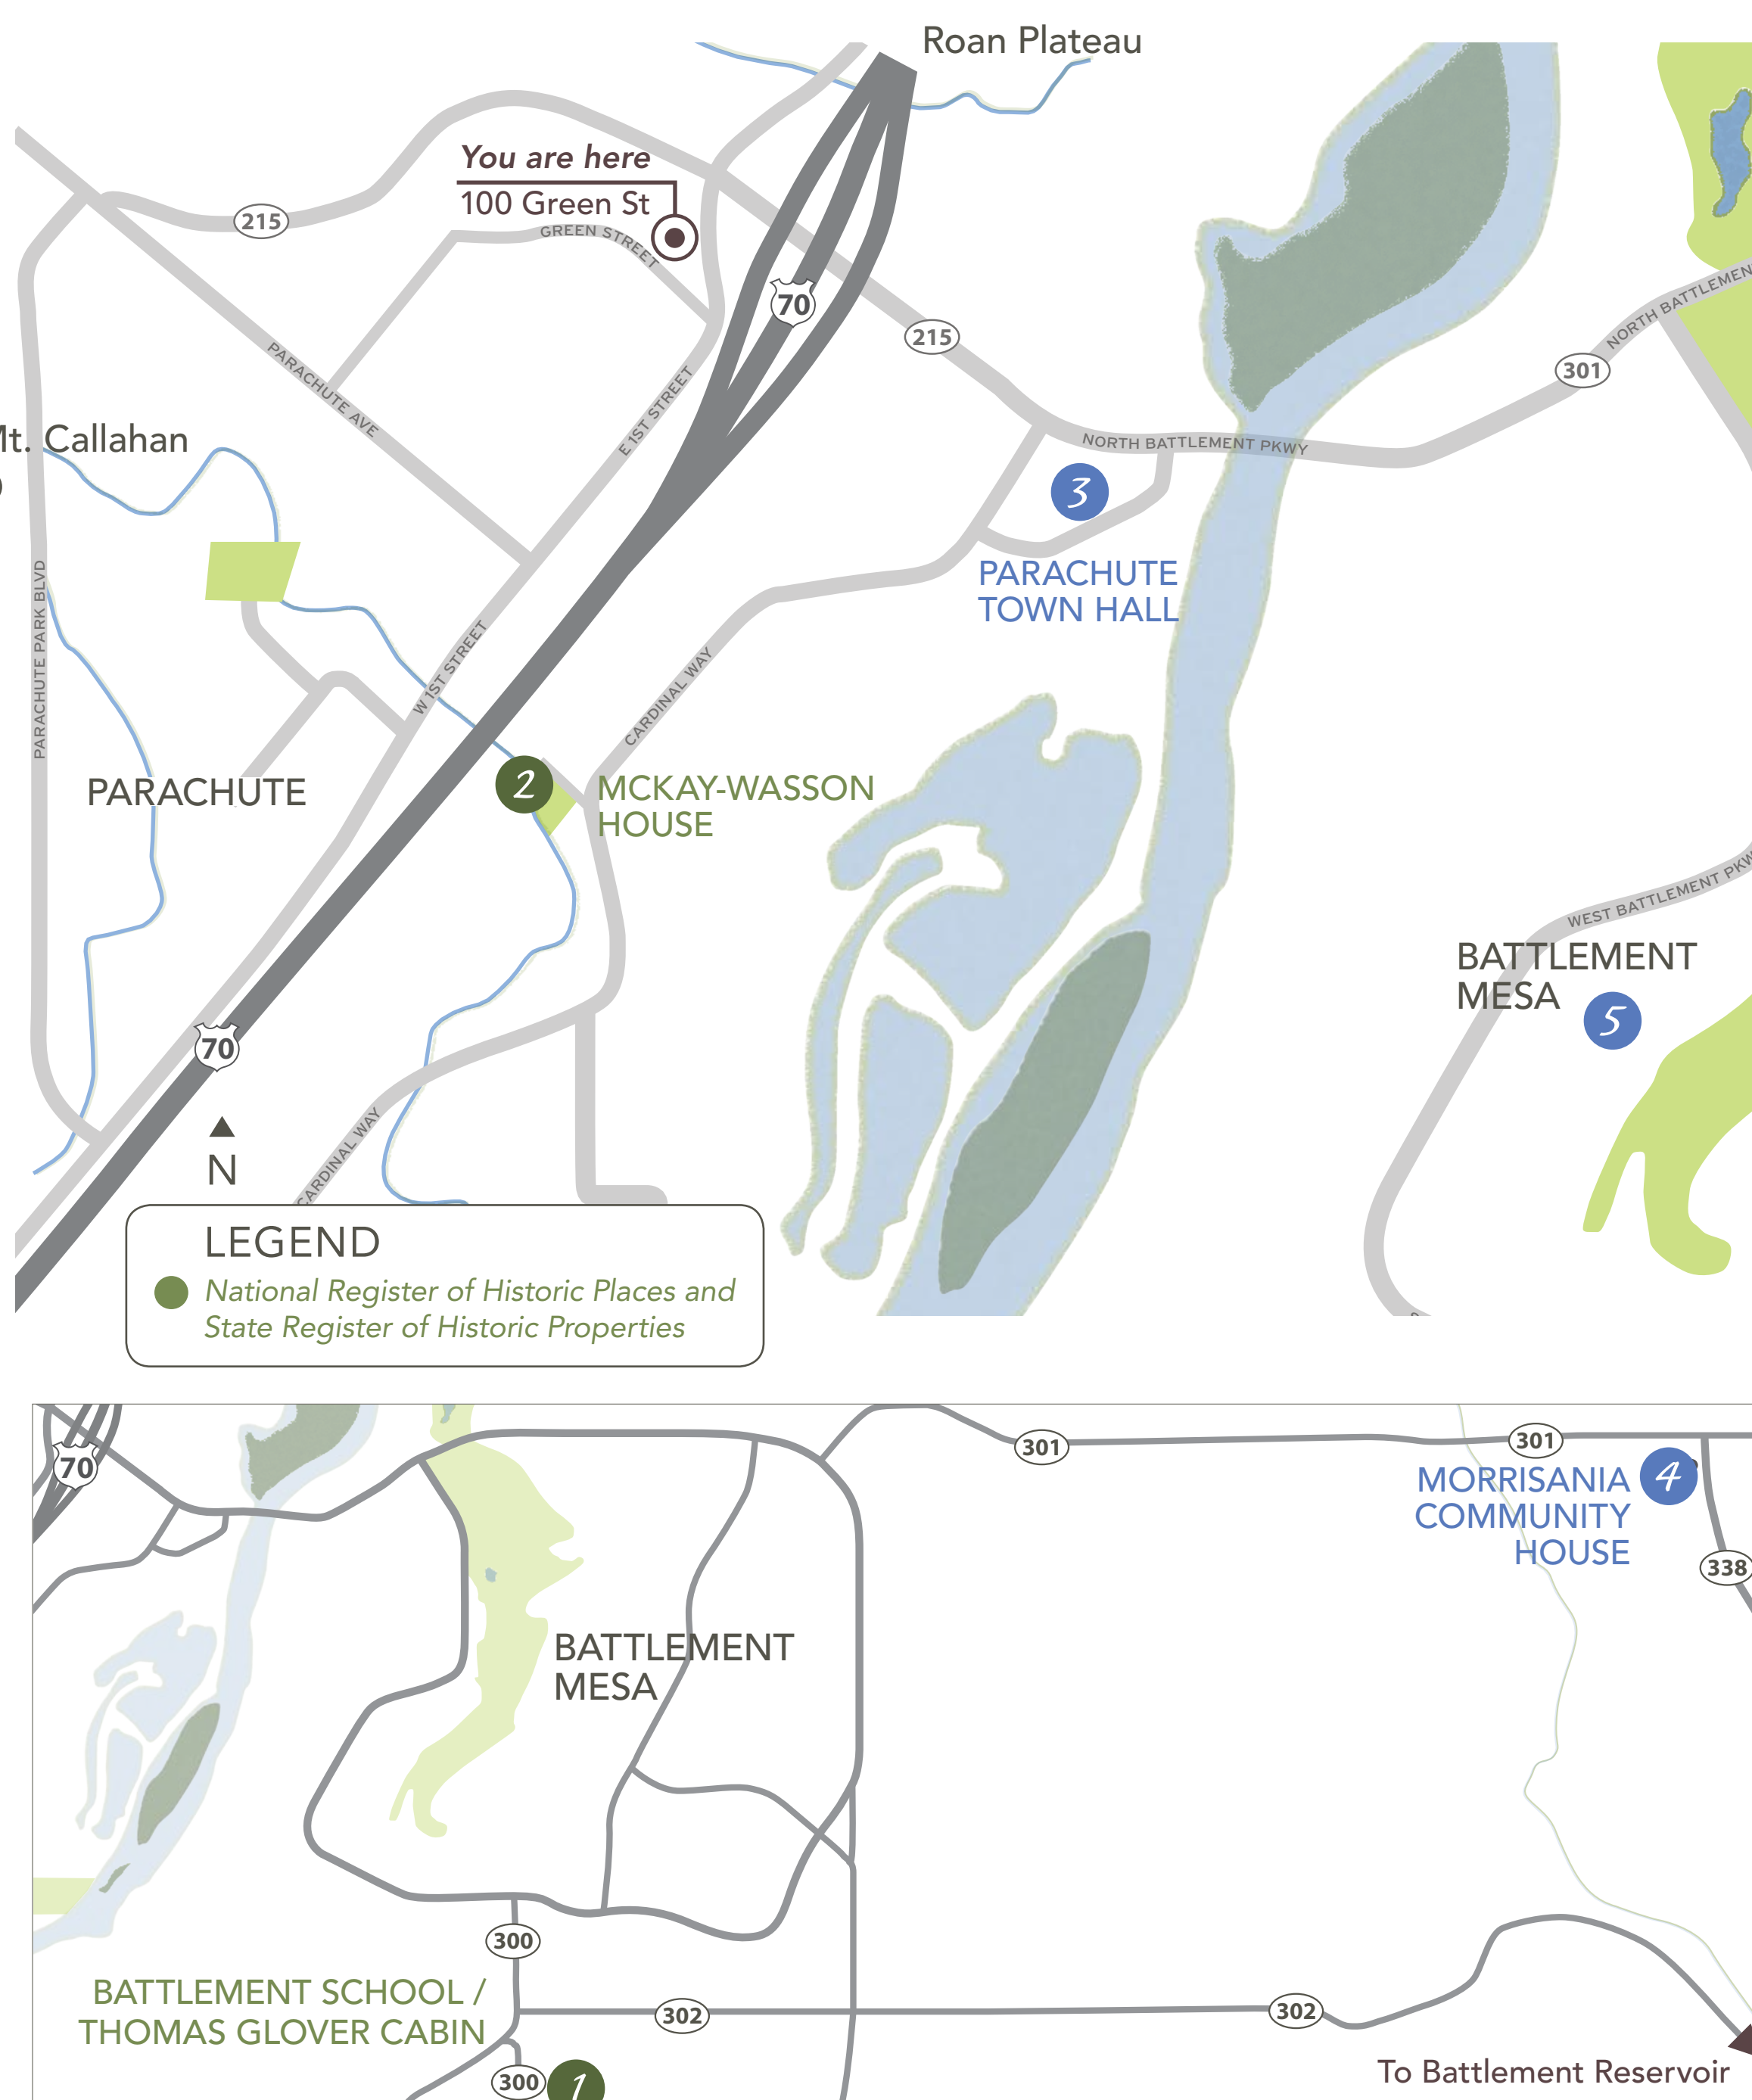 Roan Plateau
You are here
100 Green St
GREEN STREET
215
70
215
PARACHUTE AVE
E 1ST STREET
NORTH BATTLEMENT PKWY
301
NORTH BATTLEMEN
3
PARACHUTE
TOWN HALL
Mt. Callahan
PARACHUTE PARK BLVD
W 1ST STREET
CARDINAL WAY
PARACHUTE
2
MCKAY-WASSON
HOUSE
WEST BATTLEMENT PKW
BATTLEMENT
MESA
5
70
N
CARDINAL WAY
LEGEND
National Register of Historic Places and
State Register of Historic Properties
70
301
301
MORRISANIA
COMMUNITY
HOUSE
4
338
BATTLEMENT
MESA
300
BATTLEMENT SCHOOL /
THOMAS GLOVER CABIN
302
302
300
1
To Battlement Reservoir